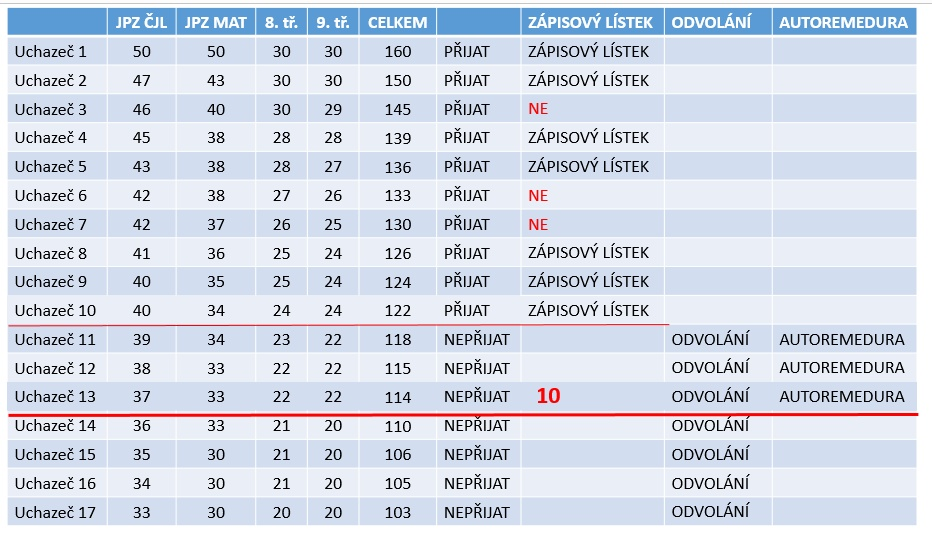 JPZ ČJL JPZ MAT 8. tř. 9. tř. CELKEM ZÁPISOVÝ LÍSTEK ODVOLÁNÍ AUTOREMEDURA
Uchazeč 1 50 50 30 30 160 PŘIJAT ZÁPISOVÝ LÍSTEK
Uchazeč 2 47 43 30 30 150 PŘIJAT ZÁPISOVÝ LÍSTEK
Uchazeč 3 46 40 30 29 145 PŘIJAT NE
Uchazeč 4 45 38 28 28 139 PŘIJAT ZÁPISOVÝ LÍSTEK
Uchazeč 5 43 38 28 27 136 PŘIJAT ZÁPISOVÝ LÍSTEK
Uchazeč 6 42 38 27 26 133 PŘIJAT NE
Uchazeč 7 42 37 26 25 130 PŘIJAT NE
Uchazeč 8 41 36 25 24 126 PŘIJAT ZÁPISOVÝ LÍSTEK
Uchazeč 9 40 35 25 24 124 PŘIJAT ZÁPISOVÝ LÍSTEK
Uchazeč 10 40 34 24 24 122 PŘIJAT ZÁPISOVÝ LÍSTEK
Uchazeč 11 39 34 23 22 118 NEPŘIJAT ODVOLÁNÍ AUTOREMEDURA
Uchazeč 12 38 33 22 22 115 NEPŘIJAT ODVOLÁNÍ AUTOREMEDURA
Uchazeč 13 37 33 22 22 114 NEPŘIJAT 10 ODVOLÁNÍ AUTOREMEDURA
Uchazeč 14 36 33 21 20 110 NEPŘIJAT ODVOLÁNÍ
Uchazeč 15 35 30 21 20 106 NEPŘIJAT ODVOLÁNÍ
Uchazeč 16 34 30 21 20 105 NEPŘIJAT ODVOLÁNÍ
Uchazeč 17 33 30 20 20 103 NEPŘIJAT ODVOLÁNÍ